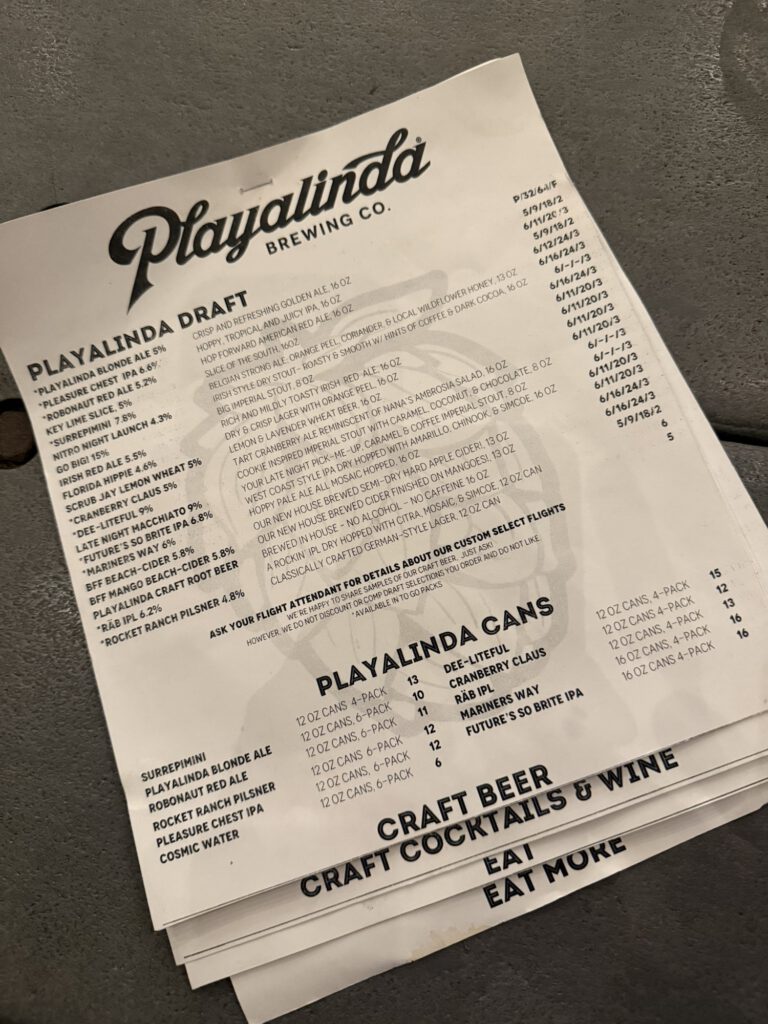 Playalinda®
BREWING CO.
PLAYALINDA DRAFT
*PLAYALINDA BLONDE ALE 5%
*PLEASURE CHEST IPA 6.6%
*ROBONAUT RED ALE 5.2%
KEY LIME SLICE, 5%
*SURREPIMINI 7.8%
NITRO NIGHT LAUNCH 4.3%
GO BIG! 15%
IRISH RED ALE 5.5%
FLORIDA HIPPIE 4.6%
SCRUB JAY LEMON WHEAT 5%
*CRANBERRY CLAUS 5%
*DEE-LITEFUL 9%
LATE NIGHT MACCHIATO 9%
*FUTURE'S SO BRITE IPA 6.8%
*MARINERS WAY 6%
BFF BEACH-CIDER 5.8%
BFF MANGO BEACH-CIDER 5.8%
PLAYALINDA CRAFT ROOT BEER
*RÄB IPL 6.2%
*ROCKET RANCH PILSNER 4.8%
CRISP AND REFRESHING GOLDEN ALE, 16 OZ
HOPPY, TROPICAL AND JUICY IPA, 16 OZ
HOP FORWARD AMERICAN RED ALE, 16 OZ
SLICE OF THE SOUTH, 16OZ
BELGIAN STRONG ALE, ORANGE PEEL, CORIANDER, & LOCAL WILDFLOWER HONEY, 13 OZ
IRISH STYLE DRY STOUT- ROASTY & SMOOTH W/ HINTS OF COFFEE & DARK COCOA, 16 OZ
BIG IMPERIAL STOUT , 8 OZ
RICH AND MILDLY TOASTY IRISH RED ALE, 16 OZ
DRY & CRISP LAGER WITH ORANGE PEEL, 16 OZ
LEMON & LAVENDER WHEAT BEER, 16 OZ
TART CRANBERRY ALE REMINISCENT OF NANA'S AMBROSIA SALAD, 16 OZ
COOKIE INSPIRED IMPERIAL STOUT WITH CARAMEL, COCONUT, & CHOCOLATE, 8 OZ
YOUR LATE NIGHT PICK-ME-UP, CARAMEL & COFFEE IMPERIAL STOUT, 8 OZ
WEST COAST STYLE IPA DRY HOPPED WITH AMARILLO, CHINOOK, & SIMCOE, 16 OZ
HOPPY PALE ALE ALL MOSAIC HOPPED, 16 OZ
OUR NEW HOUSE BREWED SEMI-DRY HARD APPLE CIDER!, 13 OZ
OUR NEW HOUSE BREWED CIDER FINISHED ON MANGOES!, 13 OZ
BREWED IN HOUSE - NO ALCOHOL - NO CAFFEINE 16 OZ
A ROCKIN' IPL DRY HOPPED WITH CITRA, MOSAIC, & SIMCOE, 12 OZ CAN
CLASSICALLY CRAFTED GERMAN-STYLE LAGER, 12 OZ CAN
P/32/64/F
5/9/18/2
6/11/20/3
5/9/18/2
6/12/24/3
6/16/24/3
6/-/-/3
6/16/24/3
6/11/20/3
6/11/20/3
6/11/20/3
6/-/-/3
6/-/-/3
6/11/20/3
6/11/20/3
6/16/24/3
6/16/24/3
5/9/18/2
6
5
ASK YOUR FLIGHT ATTENDANT FOR DETAILS ABOUT OUR CUSTOM SELECT FLIGHTS
WE'RE HAPPY TO SHARE SAMPLES OF OUR CRAFT BEER, JUST ASK!
HOWEVER, WE DO NOT DISCOUNT OR COMP DRAFT SELECTIONS YOU ORDER AND DO NOT LIKE.
*AVAILABLE IN TO GO PACKS
PLAYALINDA CANS
SURREPIMINI 12 OZ CANS 4-PACK 13
PLAYALINDA BLONDE ALE 12 OZ CANS, 6-PACK 10
ROBONAUT RED ALE 12 OZ CANS, 6-PACK 11
ROCKET RANCH PILSNER 12 OZ CANS, 6-PACK 12
PLEASURE CHEST IPA 12 OZ CANS, 6-PACK 12
COSMIC WATER 12 OZ CANS, 6-PACK 6
DEE-LITEFUL 12 OZ CANS, 4-PACK 15
CRANBERRY CLAUS 12 OZ CANS, 4-PACK 12
RÄB IPL 12 OZ CANS, 4-PACK 13
MARINERS WAY 16 OZ CANS, 4-PACK 16
FUTURE'S SO BRITE IPA 16 OZ CANS 4-PACK 16
CRAFT BEER
CRAFT COCKTAILS & WINE
EAT
EAT MORE